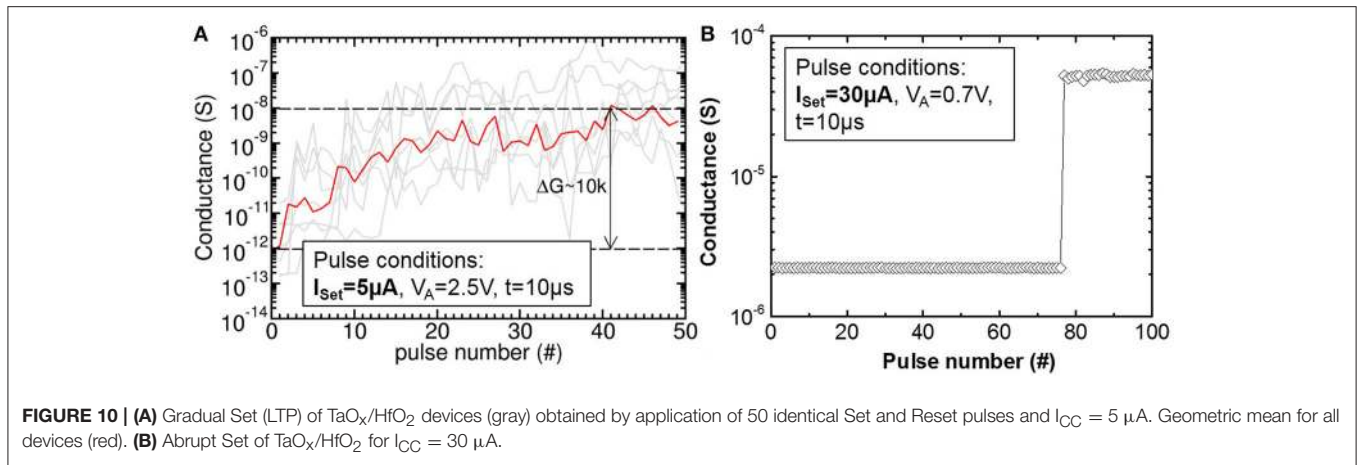 A
10⁻⁶
10⁻⁷
10⁻⁸
10⁻⁹
10⁻¹⁰
10⁻¹¹
10⁻¹²
10⁻¹³
10⁻¹⁴
Conductance (S)
ΔG~10k
Pulse conditions:
I_Set=5µA, V_A=2.5V, t=10µs
0 10 20 30 40 50
pulse number (#)
B
10⁻⁴
10⁻⁵
10⁻⁶
Conductance (S)
Pulse conditions:
I_Set=30µA, V_A=0.7V,
t=10µs
0 20 40 60 80 100
Pulse number (#)
FIGURE 10 | (A) Gradual Set (LTP) of TaOₓ/HfO₂ devices (gray) obtained by application of 50 identical Set and Reset pulses and I_CC = 5 µA. Geometric mean for all
devices (red). (B) Abrupt Set of TaOₓ/HfO₂ for I_CC = 30 µA.